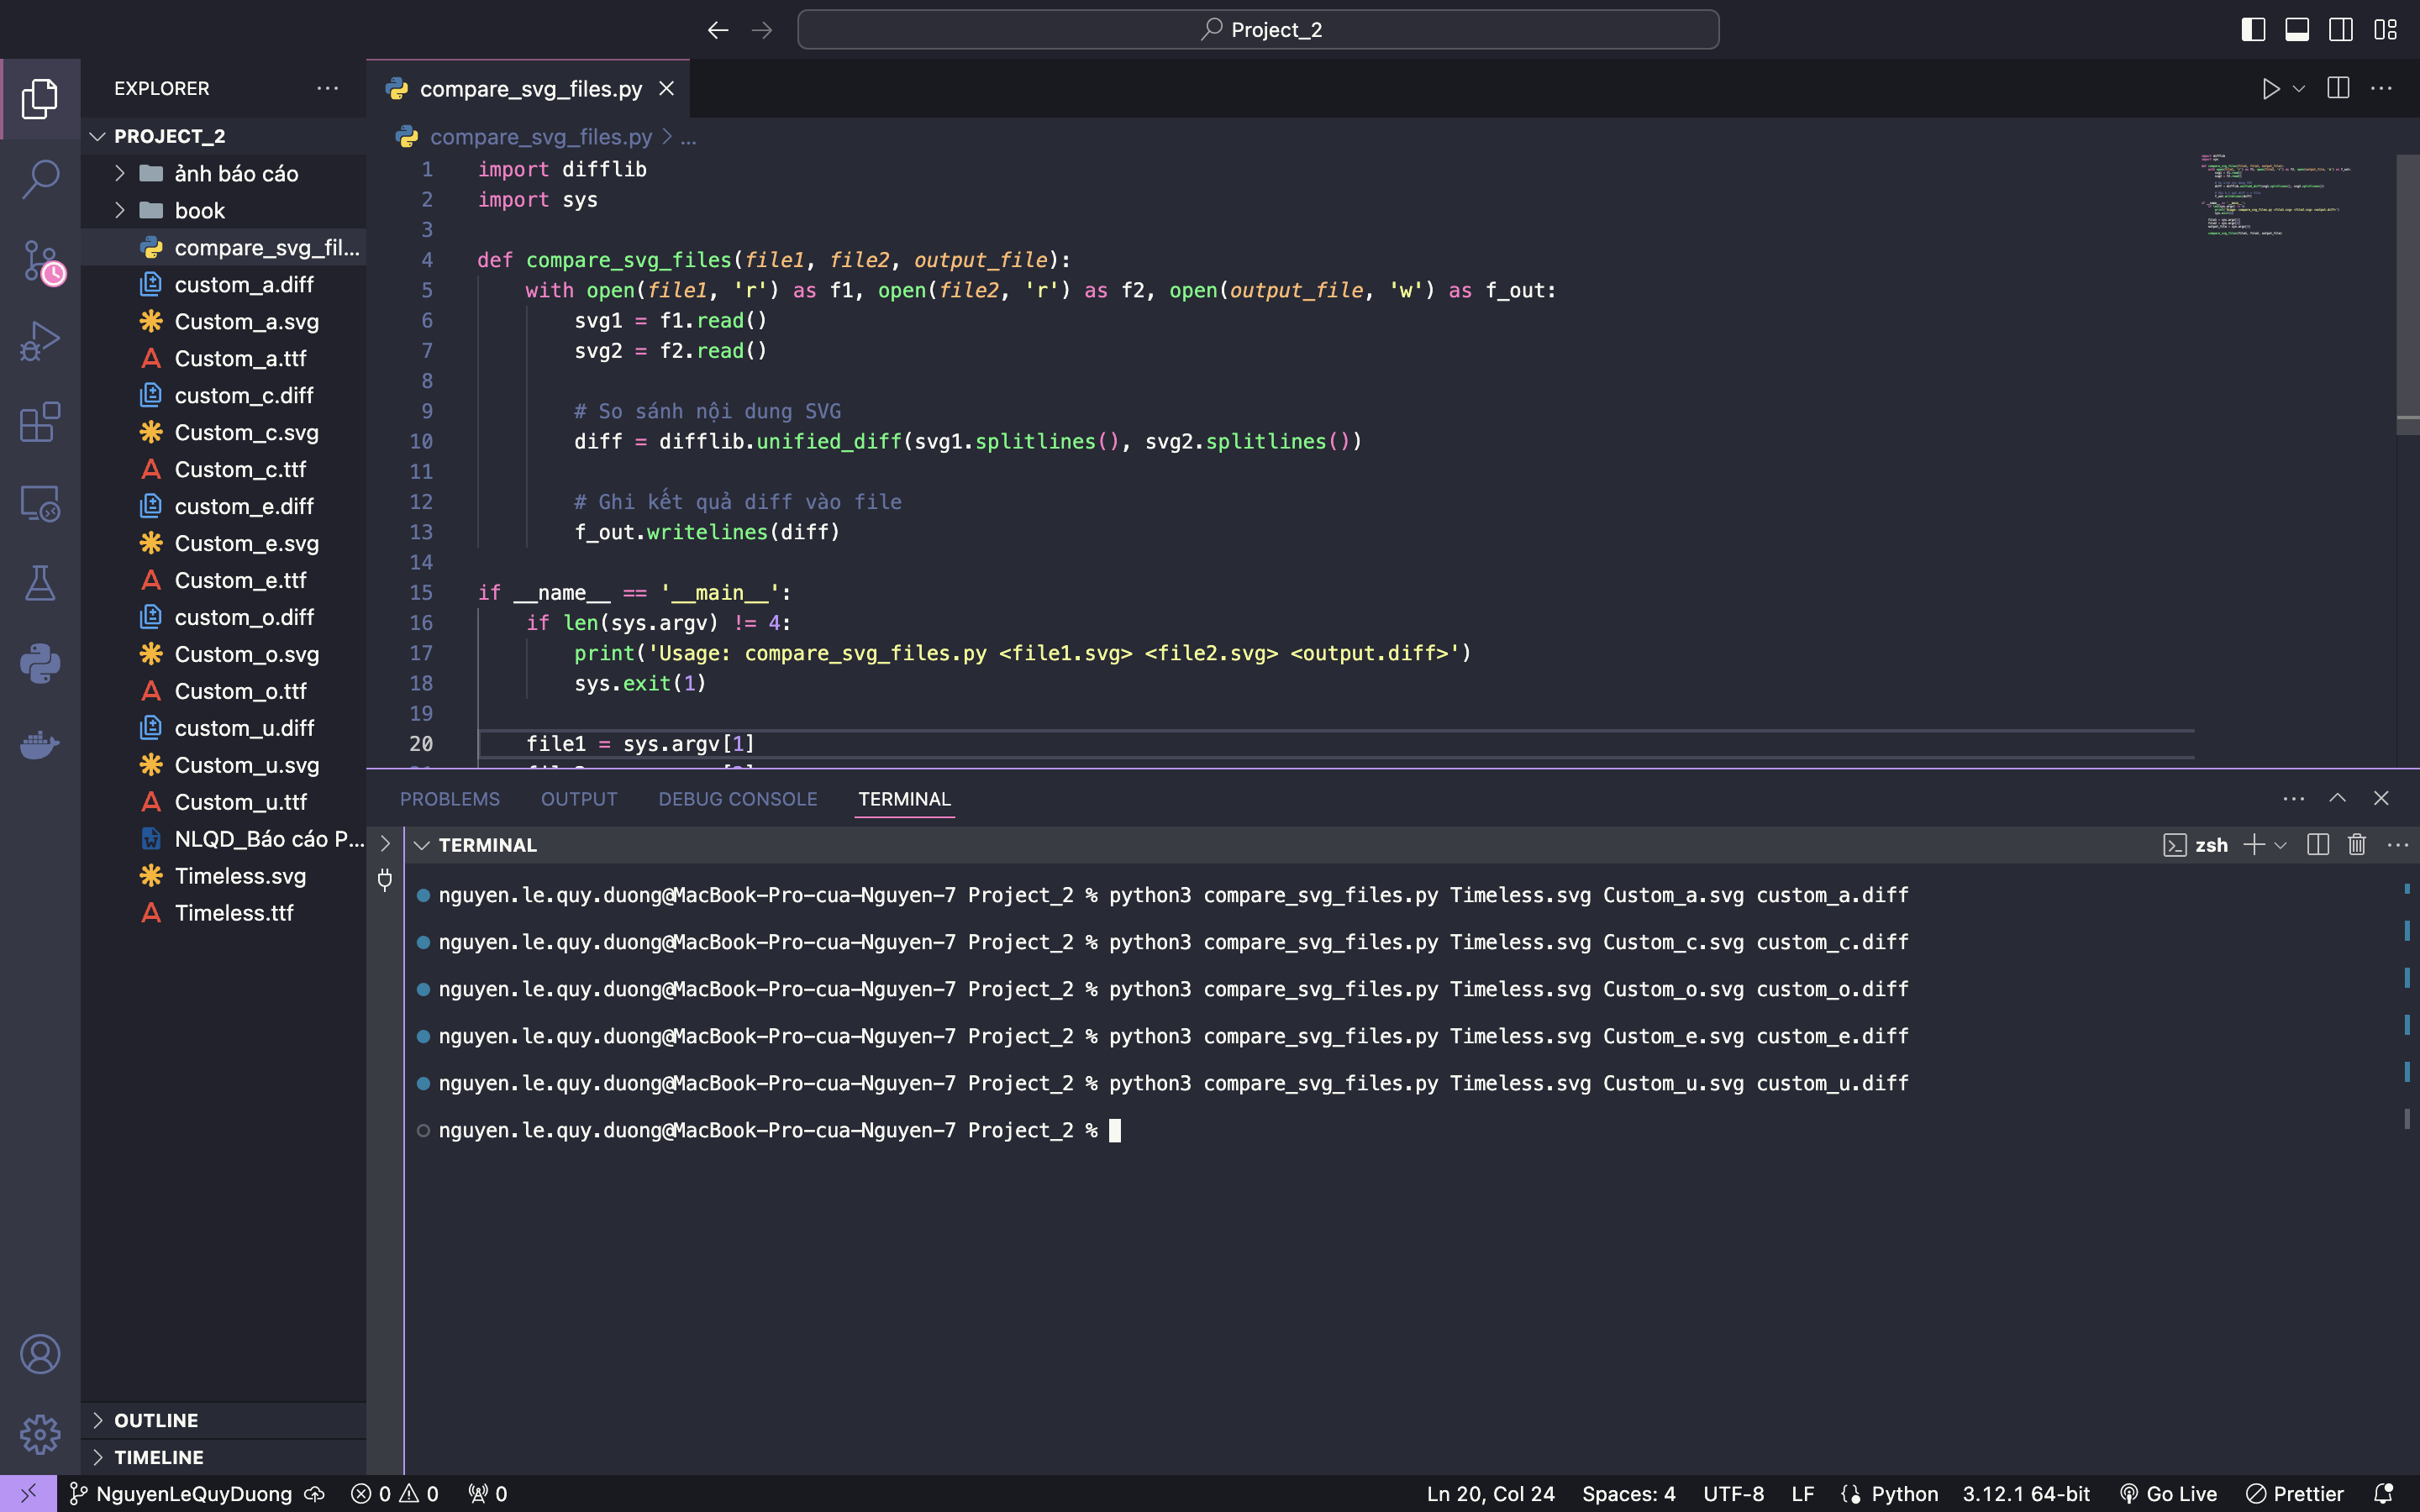 Project_2
EXPLORER
PROJECT_2
ảnh báo cáo
book
compare_svg_fil...
custom_a.diff
Custom_a.svg
Custom_a.ttf
custom_c.diff
Custom_c.svg
Custom_c.ttf
custom_e.diff
Custom_e.svg
Custom_e.ttf
custom_o.diff
Custom_o.svg
Custom_o.ttf
custom_u.diff
Custom_u.svg
Custom_u.ttf
NLQD_Báo cáo P...
Timeless.svg
Timeless.ttf
OUTLINE
TIMELINE
compare_svg_files.py
compare_svg_files.py > ...
1 import difflib
2 import sys
3
4 def compare_svg_files(file1, file2, output_file):
5 with open(file1, 'r') as f1, open(file2, 'r') as f2, open(output_file, 'w') as f_out:
6 svg1 = f1.read()
7 svg2 = f2.read()
8
9 # So sánh nội dung SVG
10 diff = difflib.unified_diff(svg1.splitlines(), svg2.splitlines())
11
12 # Ghi kết quả diff vào file
13 f_out.writelines(diff)
14
15 if __name__ == '__main__':
16 if len(sys.argv) != 4:
17 print('Usage: compare_svg_files.py <file1.svg> <file2.svg> <output.diff>')
18 sys.exit(1)
19
20 file1 = sys.argv[1]
PROBLEMS OUTPUT DEBUG CONSOLE TERMINAL
TERMINAL
zsh
nguyen.le.quy.duong@MacBook-Pro-cua-Nguyen-7 Project_2 % python3 compare_svg_files.py Timeless.svg Custom_a.svg custom_a.diff
nguyen.le.quy.duong@MacBook-Pro-cua-Nguyen-7 Project_2 % python3 compare_svg_files.py Timeless.svg Custom_c.svg custom_c.diff
nguyen.le.quy.duong@MacBook-Pro-cua-Nguyen-7 Project_2 % python3 compare_svg_files.py Timeless.svg Custom_o.svg custom_o.diff
nguyen.le.quy.duong@MacBook-Pro-cua-Nguyen-7 Project_2 % python3 compare_svg_files.py Timeless.svg Custom_e.svg custom_e.diff
nguyen.le.quy.duong@MacBook-Pro-cua-Nguyen-7 Project_2 % python3 compare_svg_files.py Timeless.svg Custom_u.svg custom_u.diff
nguyen.le.quy.duong@MacBook-Pro-cua-Nguyen-7 Project_2 %
NguyenLeQuyDuong 0 0 0 Ln 20, Col 24 Spaces: 4 UTF-8 LF Python 3.12.1 64-bit Go Live Prettier